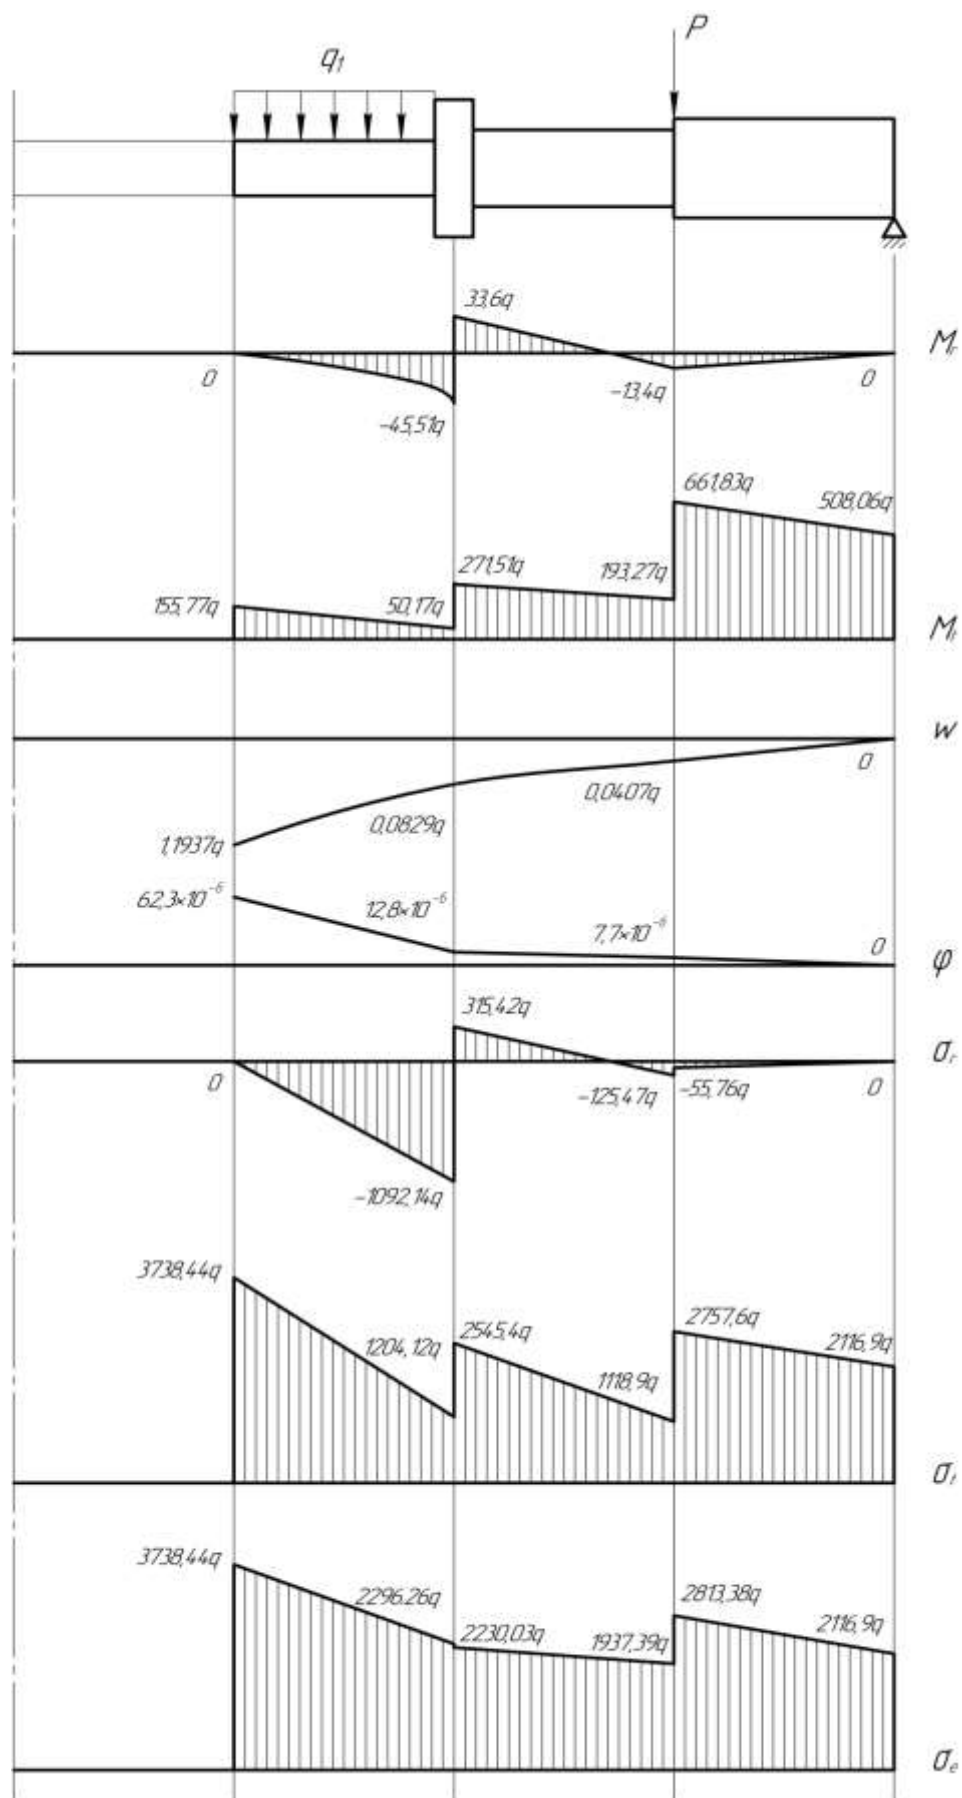 P
q₁
33,6q
Mᵣ
0
-13,4q
0
-45,51q
661,83q
508,06q
271,51q
193,27q
155,77q
50,17q
Mₜ
w
0
0,0407q
0,0829q
1,1937q
62,3×10⁻⁶
12,8×10⁻⁶
7,7×10⁻⁶
0
φ
315,42q
σᵣ
0
-125,47q
-55,76q
0
-1092,14q
3738,44q
2757,6q
2545,4q
2116,9q
1204,12q
1118,9q
σₜ
3738,44q
2296.26q
2813,38q
2116,9q
2230,03q
1937,39q
σₑ